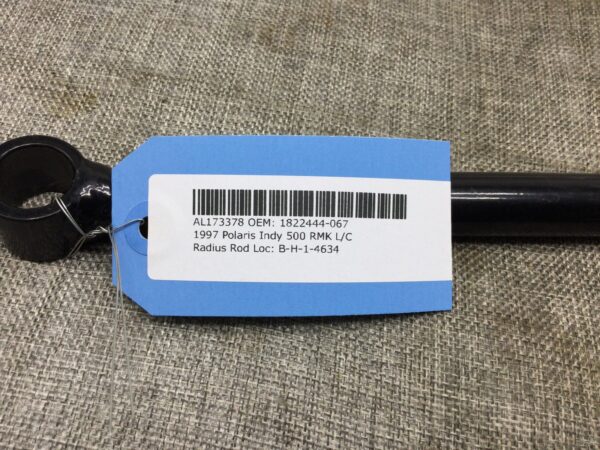 AL173378 OEM: 1822444-067
1997 Polaris Indy 500 RMK L/C
Radius Rod Loc: B-H-1-4634